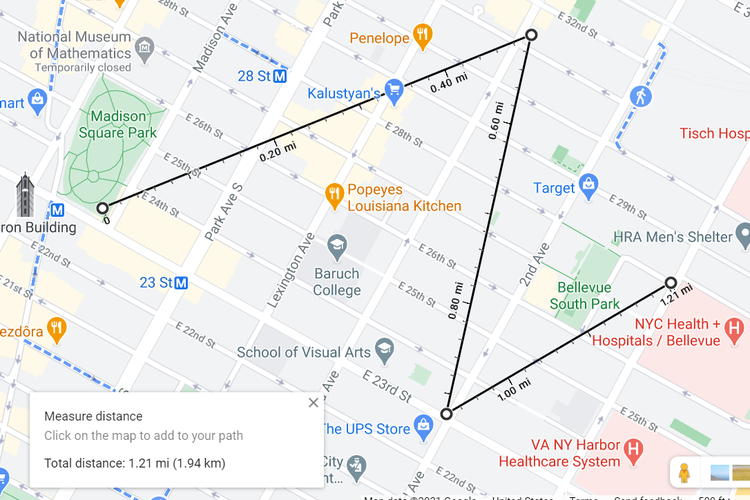 28th St
Madison Ave
Park
E 32nd St
National Museum
of Mathematics
Temporarily closed
Penelope
28 St M
Kalustyan's
0.40 mi
mart
Madison
Square Park
E 26th St
0.60 mi
E 28th St
Tisch Hosp
0.20 mi
E 25th St
Popeyes
Louisiana Kitchen
Target
E 24th St
0
M
Park Ave S
ron Building
E 22nd St
HRA Men's Shelter
E 26th St
2nd Ave
Lexington Ave
Baruch
College
23 St M
E 21st St
E 25th St
0.80 mi
Bellevue
South Park
1.21 mi
ezdôra
E 22nd St
NYC Health +
Hospitals / Bellevue
School of Visual Arts
E 23rd St
1.00 mi
E 25th St
Measure distance
Click on the map to add to your path
Total distance: 1.21 mi (1.94 km)
Ave
The UPS Store
VA NY Harbor
Healthcare System
City
nt...
Ave
E 22nd St
Map data ©2021 Google
United States
Terms
Send feedback
500 ft